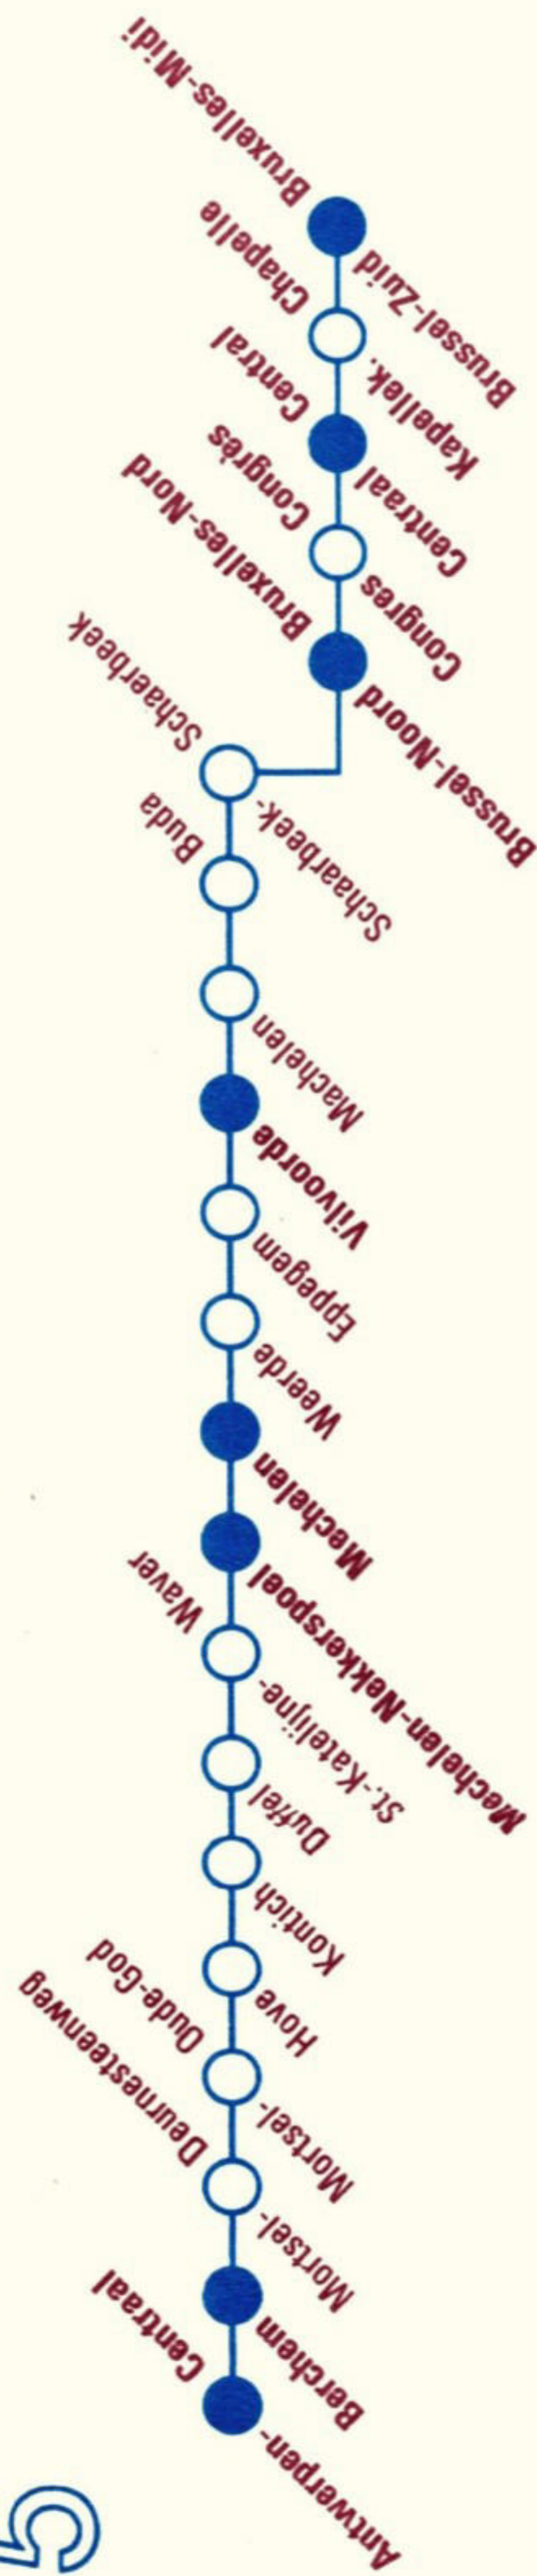 Antwerpen-
Centraal
Berchem
Mortsel-
Deurnesteenweg
Mortsel-
Oude-God
Hove
Kontich
Duffel
St.-Katelijne-
Waver
Mechelen-Nekkerspoel
Mechelen
Weerde
Eppegem
Vilvoorde
Machelen
Buda
Schaarbeek-
Schaerbeek
Brussel-Noord
Bruxelles-Nord
Congres
Congrès
Centraal
Central
Kapellek.
Chapelle
Brussel-Zuid
Bruxelles-Midi